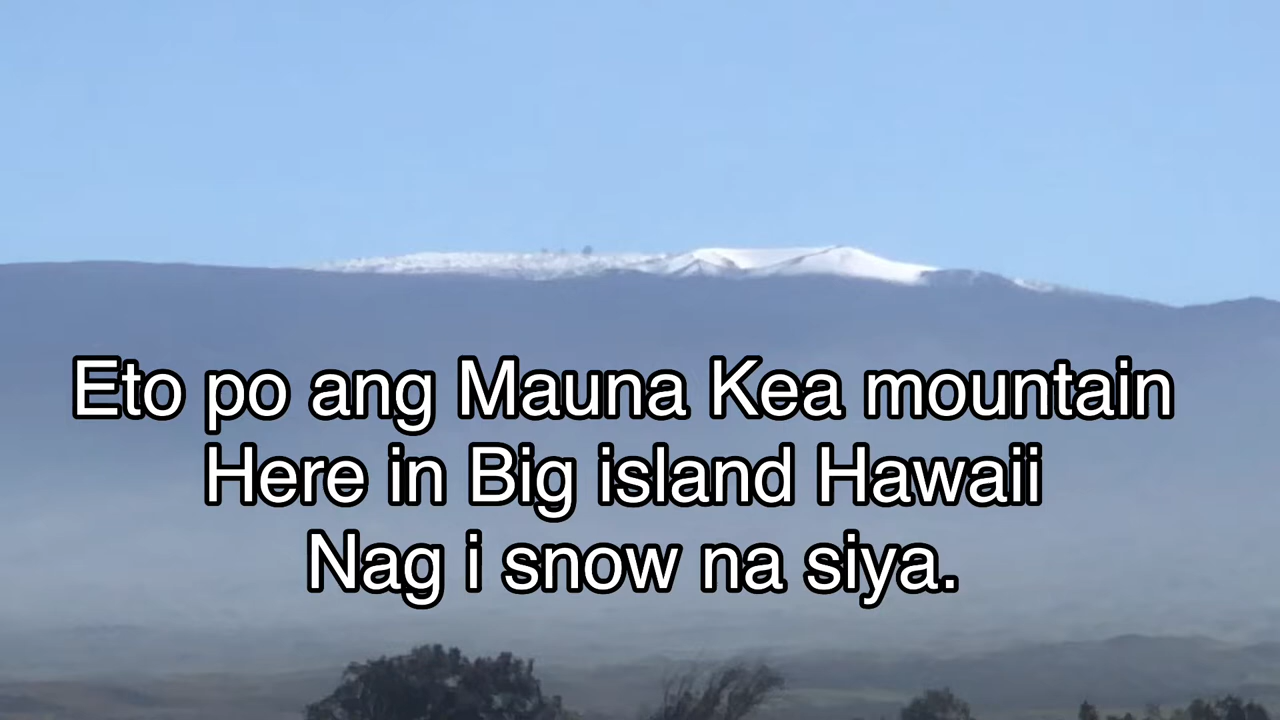 Eto po ang Mauna Kea mountain
Here in Big island Hawaii
Nag i snow na siya.